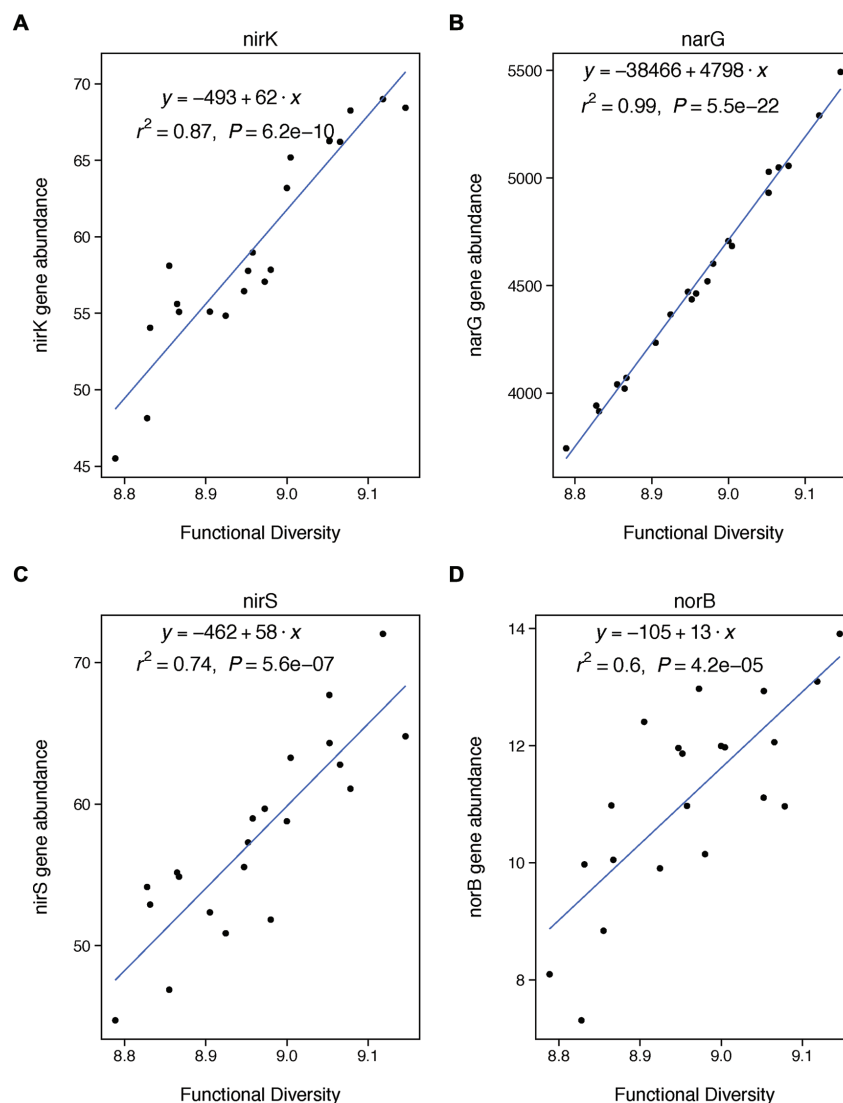 A
nirK
y = −493 + 62 · x
r² = 0.87, P = 6.2e−10
70
65
60
55
50
45
nirK gene abundance
8.8 8.9 9.0 9.1
Functional Diversity
B
narG
y = −38466 + 4798 · x
r² = 0.99, P = 5.5e−22
5500
5000
4500
4000
narG gene abundance
8.8 8.9 9.0 9.1
Functional Diversity
C
nirS
y = −462 + 58 · x
r² = 0.74, P = 5.6e−07
70
60
50
nirS gene abundance
8.8 8.9 9.0 9.1
Functional Diversity
D
norB
y = −105 + 13 · x
r² = 0.6, P = 4.2e−05
14
12
10
8
norB gene abundance
8.8 8.9 9.0 9.1
Functional Diversity